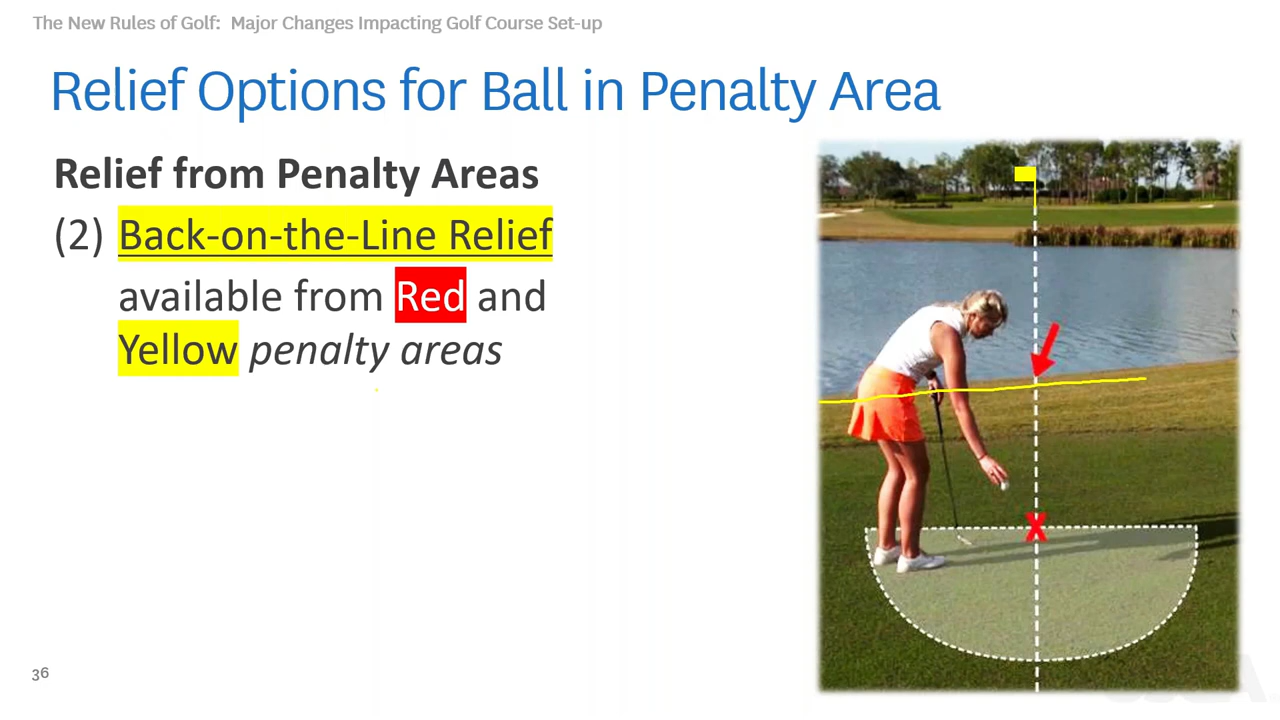 The New Rules of Golf:  Major Changes Impacting Golf Course Set-up
Relief Options for Ball in Penalty Area
Relief from Penalty Areas
(2) Back-on-the-Line Relief
available from Red and
Yellow penalty areas
X
36